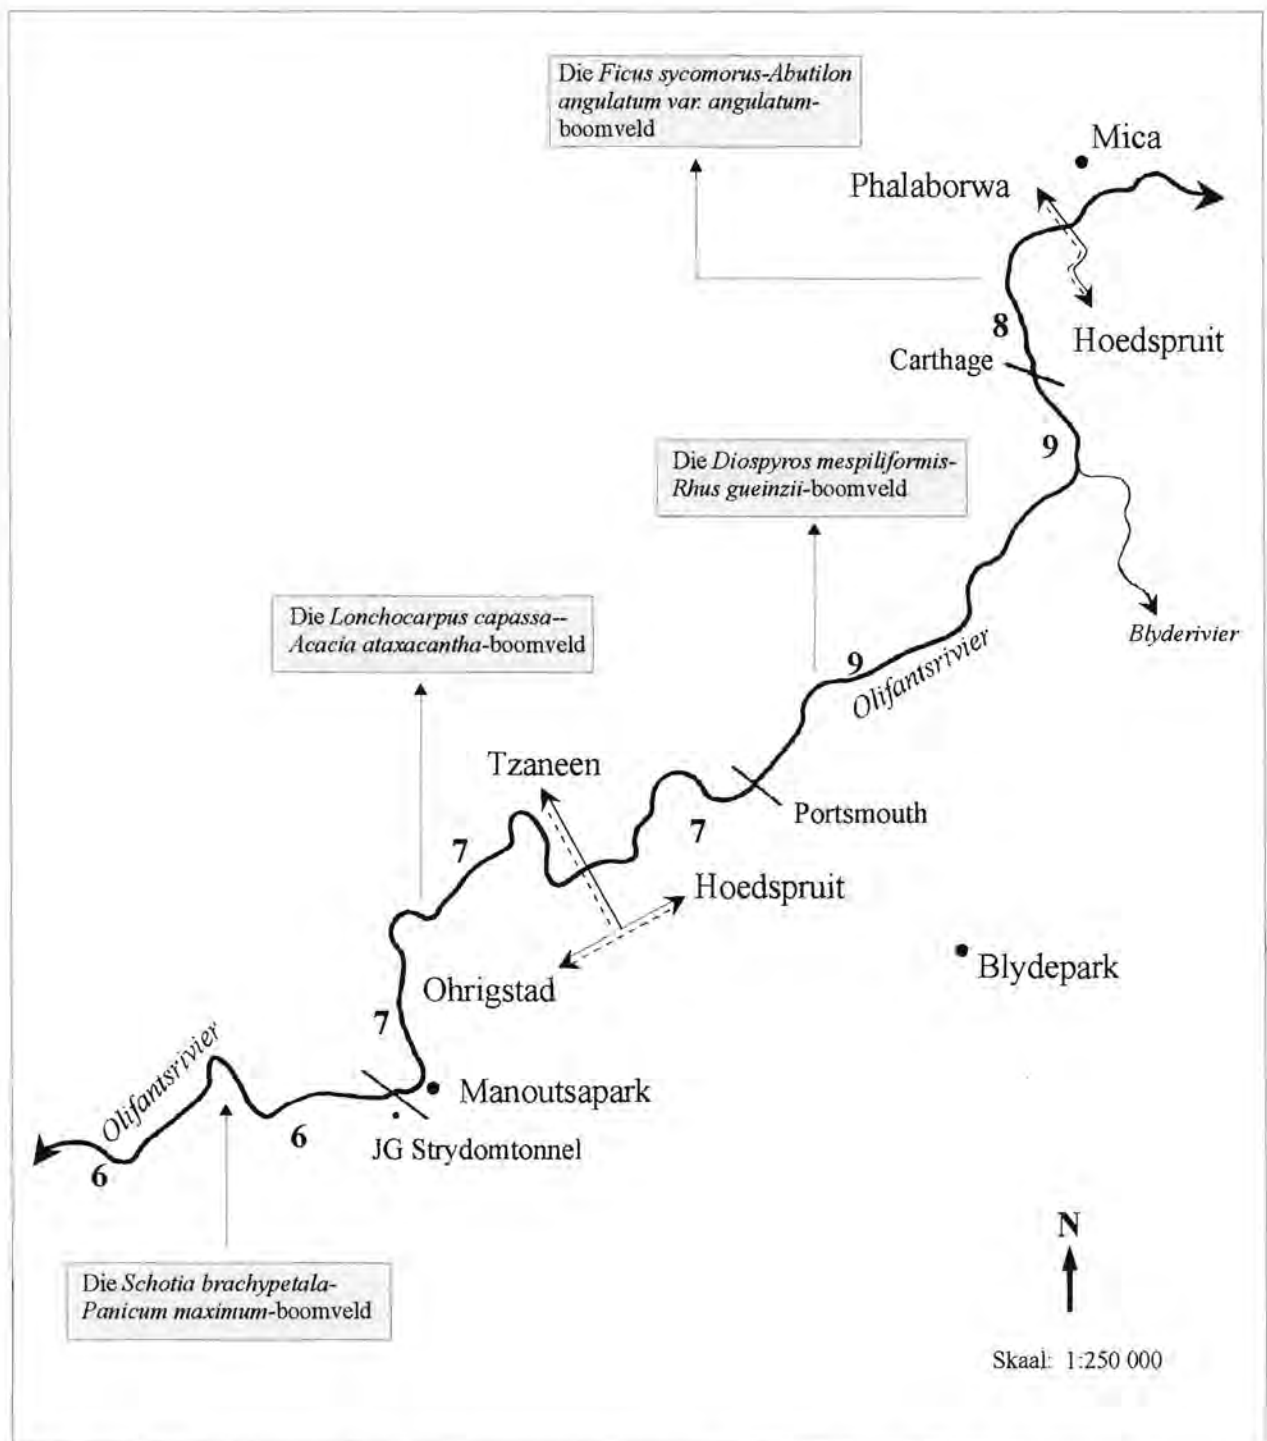 Die Ficus sycomorus-Abutilon
angulatum var. angulatum-
boomveld
Mica
Phalaborwa
8
Hoedspruit
Carthage
9
Die Diospyros mespiliformis-
Rhus gueinzii-boomveld
Die Lonchocarpus capassa--
Acacia ataxacantha-boomveld
Blyderivier
9
Olifantsrivier
Tzaneen
Portsmouth
7
7
Hoedspruit
Blydepark
Ohrigstad
7
Olifantsrivier
Manoutsapark
6
JG Strydomtonnel
6
N
Die Schotia brachypetala-
Panicum maximum-boomveld
Skaal: 1:250 000